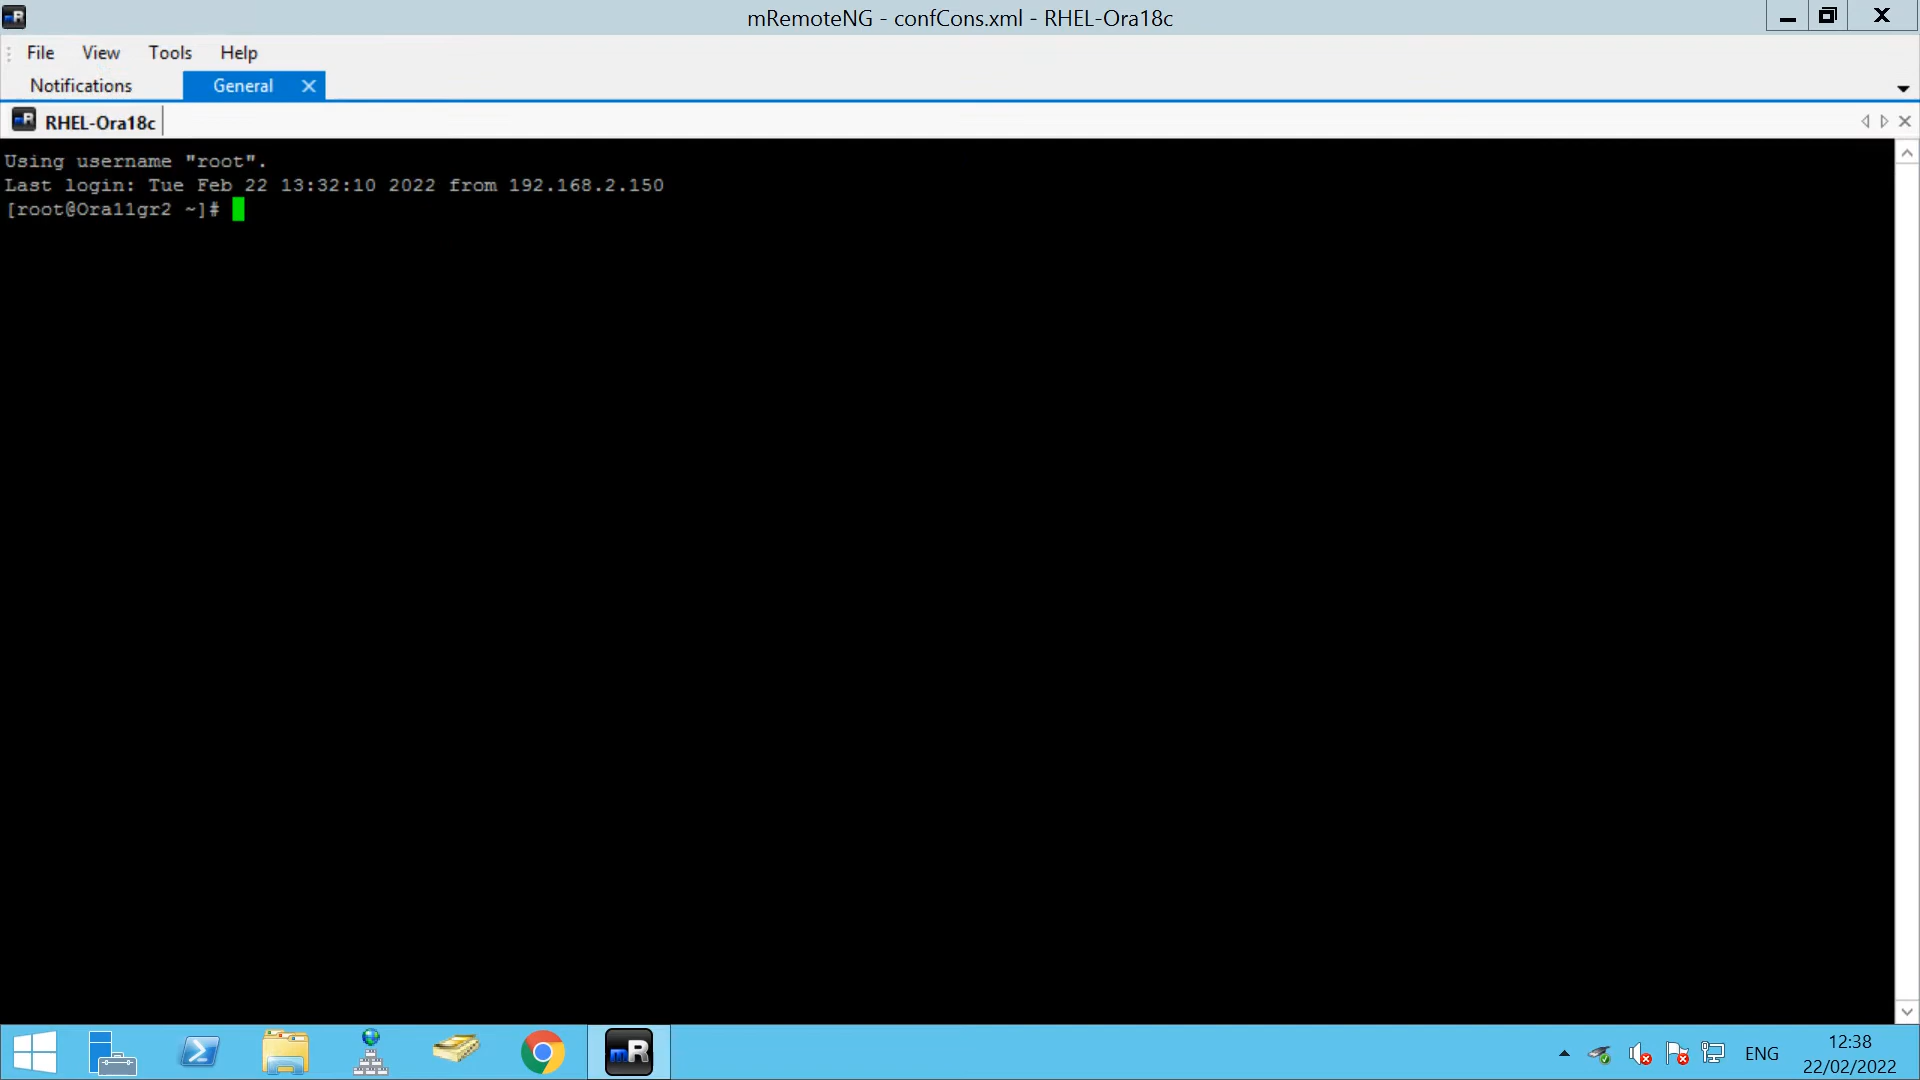 mRemoteNG - confCons.xml - RHEL-Ora18c
File View Tools Help
Notifications General
RHEL-Ora18c
Using username "root".
Last login: Tue Feb 22 13:32:10 2022 from 192.168.2.150
[root@Ora11gr2 ~]#
mR
ENG
12:38
22/02/2022